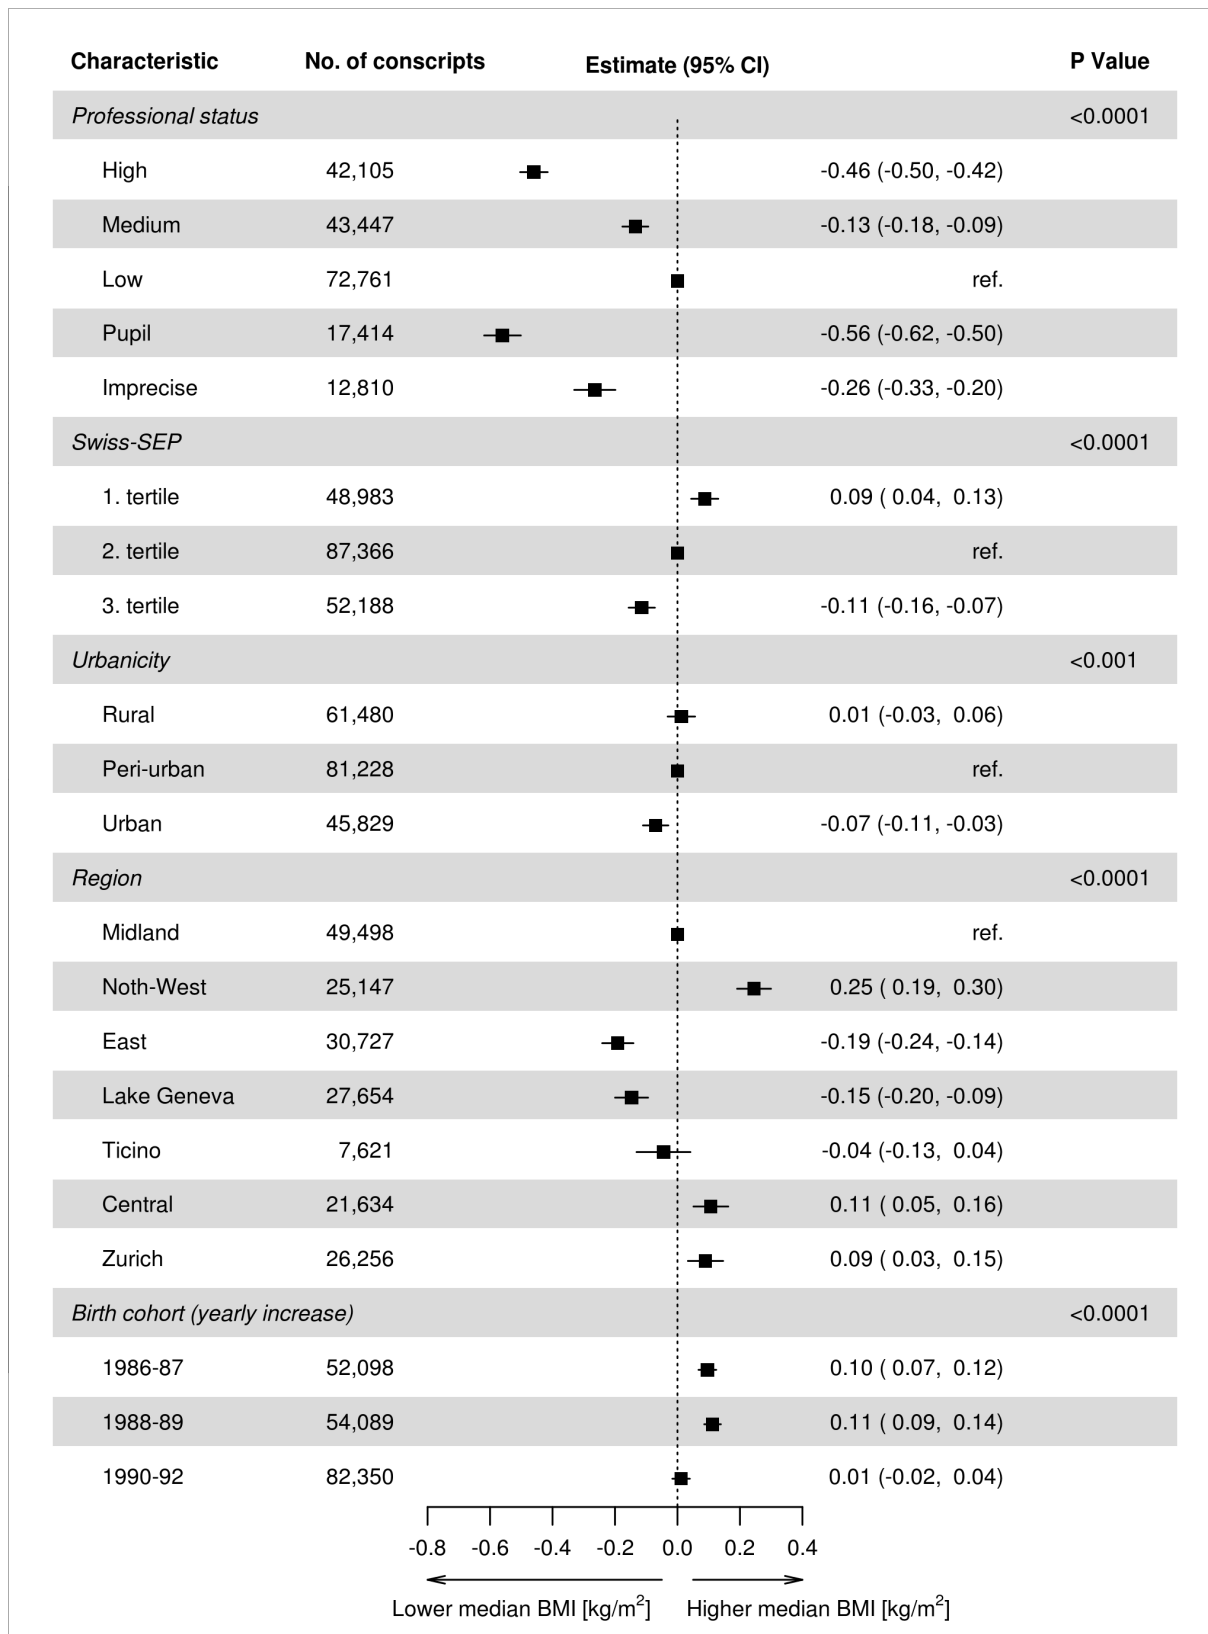 Characteristic No. of conscripts Estimate (95% CI) P Value
Professional status <0.0001
High 42,105 -0.46 (-0.50, -0.42)
Medium 43,447 -0.13 (-0.18, -0.09)
Low 72,761 ref.
Pupil 17,414 -0.56 (-0.62, -0.50)
Imprecise 12,810 -0.26 (-0.33, -0.20)
Swiss-SEP <0.0001
1. tertile 48,983 0.09 ( 0.04, 0.13)
2. tertile 87,366 ref.
3. tertile 52,188 -0.11 (-0.16, -0.07)
Urbanicity <0.001
Rural 61,480 0.01 (-0.03, 0.06)
Peri-urban 81,228 ref.
Urban 45,829 -0.07 (-0.11, -0.03)
Region <0.0001
Midland 49,498 ref.
Noth-West 25,147 0.25 ( 0.19, 0.30)
East 30,727 -0.19 (-0.24, -0.14)
Lake Geneva 27,654 -0.15 (-0.20, -0.09)
Ticino 7,621 -0.04 (-0.13, 0.04)
Central 21,634 0.11 ( 0.05, 0.16)
Zurich 26,256 0.09 ( 0.03, 0.15)
Birth cohort (yearly increase) <0.0001
1986-87 52,098 0.10 ( 0.07, 0.12)
1988-89 54,089 0.11 ( 0.09, 0.14)
1990-92 82,350 0.01 (-0.02, 0.04)
-0.8 -0.6 -0.4 -0.2 0.0 0.2 0.4
Lower median BMI [kg/m²] Higher median BMI [kg/m²]